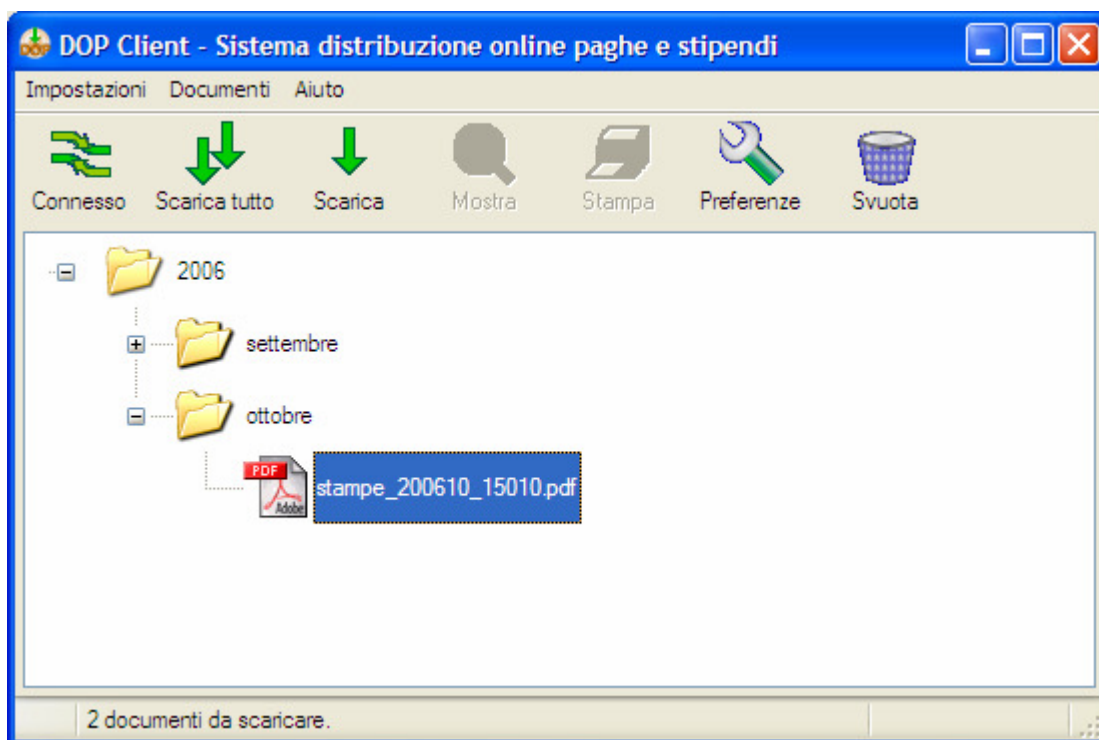 DOP Client - Sistema distribuzione online paghe e stipendi
Impostazioni Documenti Aiuto
Connesso Scarica tutto Scarica Mostra Stampa Preferenze Svuota
2006
settembre
ottobre
PDF
Adobe
stampe_200610_15010.pdf
2 documenti da scaricare.